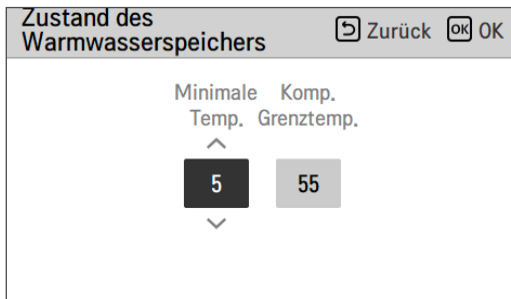 Zustand des
Warmwasserspeichers
Zurück OK OK
Minimale Komp.
Temp. Grenztemp.
5 55